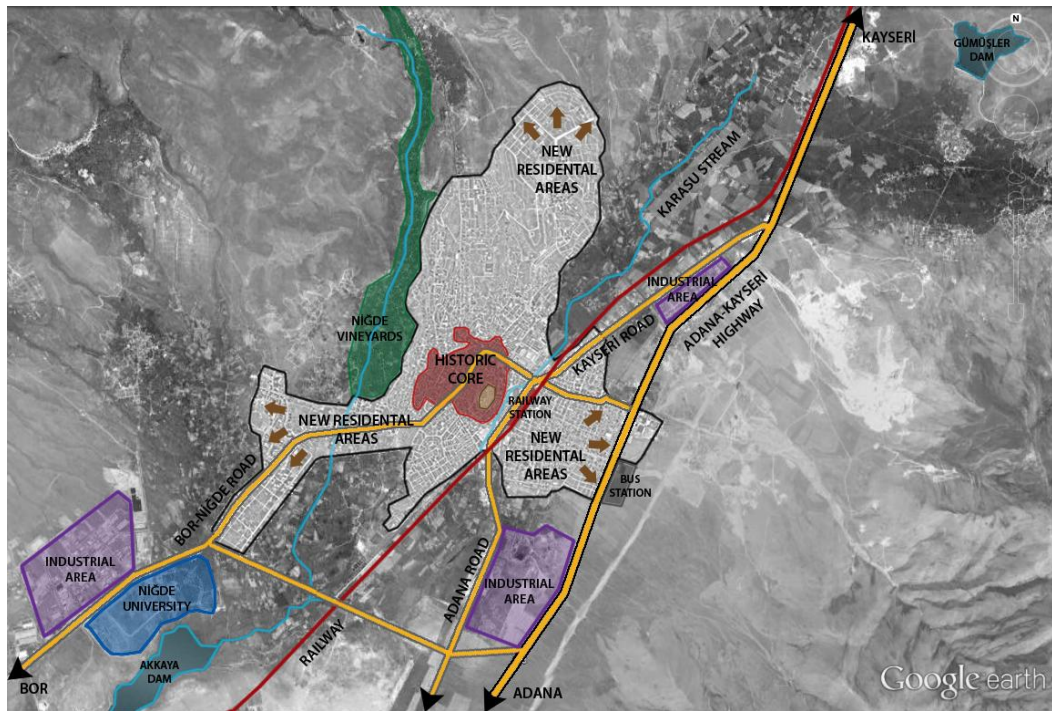 N
KAYSERİ
GÜMÜŞLER
DAM
NEW
RESIDENTAL
AREAS
KARASU STREAM
NİĞDE
VINEYARDS
HISTORIC
CORE
INDUSTRIAL
AREA
KAYSERİ ROAD
ADANA-KAYSERİ
HIGHWAY
RAILWAY
STATION
NEW RESIDENTAL
AREAS
NEW
RESIDENTAL
AREAS
BUS
STATION
BOR-NİĞDE ROAD
INDUSTRIAL
AREA
NİĞDE
UNIVERSITY
ADANA ROAD
INDUSTRIAL
AREA
RAILWAY
AKKAYA
DAM
BOR
ADANA
Google earth